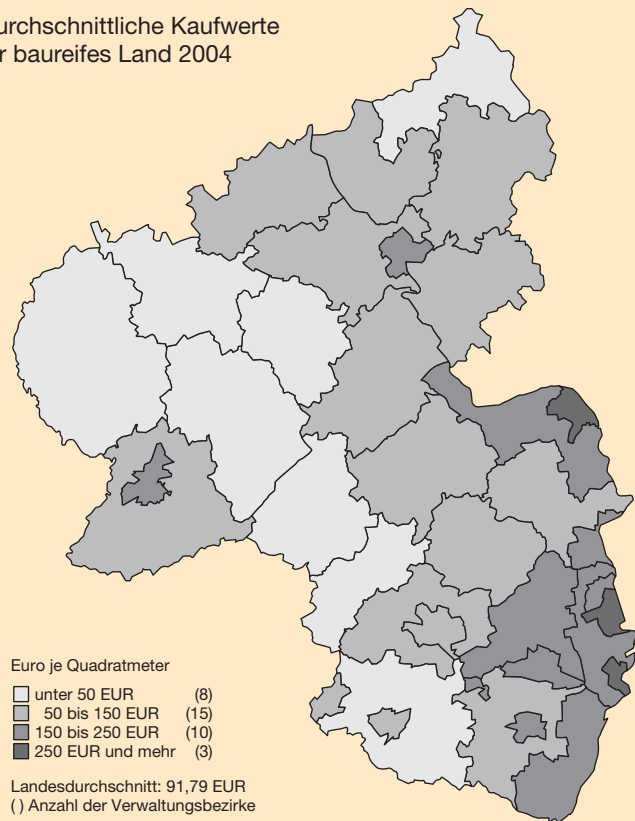 urchschnittliche Kaufwerte
r baureifes Land 2004
Euro je Quadratmeter
unter 50 EUR (8)
50 bis 150 EUR (15)
150 bis 250 EUR (10)
250 EUR und mehr (3)
Landesdurchschnitt: 91,79 EUR
( ) Anzahl der Verwaltungsbezirke